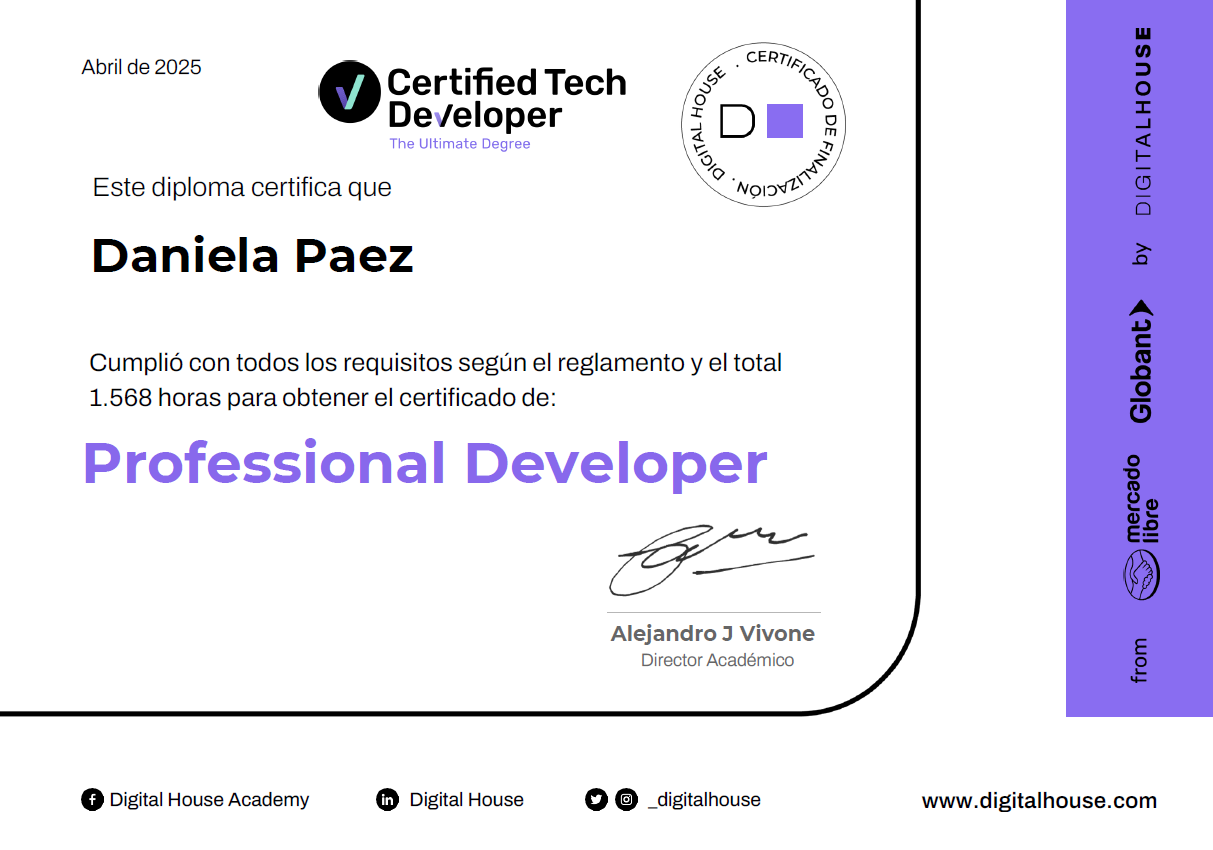 Abril de 2025
Certified Tech
Developer
The Ultimate Degree
CERTIFICADO DE FINALIZACIÓN · DIGITAL HOUSE ·
Este diploma certifica que
Daniela Paez
Cumplió con todos los requisitos según el reglamento y el total
1.568 horas para obtener el certificado de:
Professional Developer
Alejandro J Vivone
Director Académico
from
mercado
libre
Globant
by
DIGITALHOUSE
Digital House Academy
Digital House
_digitalhouse
www.digitalhouse.com